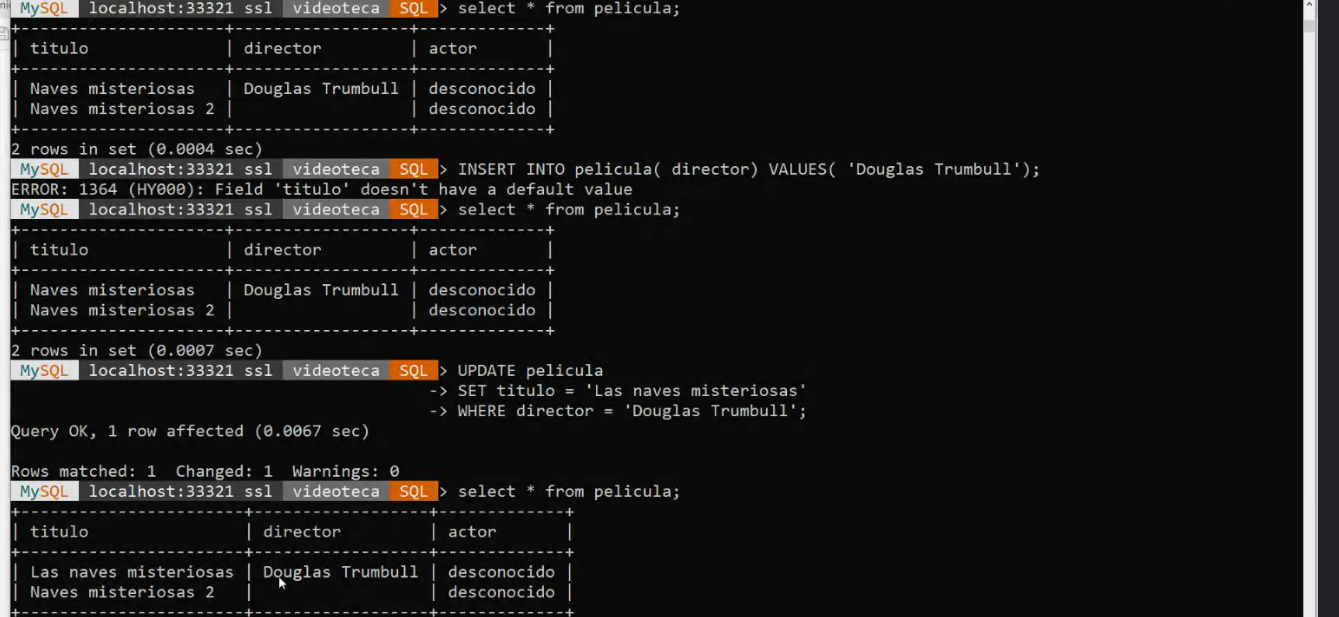 MySQL localhost:33321 ssl videoteca SQL > select * from pelicula;
+----------------------+------------------+-------------+
| titulo | director | actor |
+----------------------+------------------+-------------+
| Naves misteriosas | Douglas Trumbull | desconocido |
| Naves misteriosas 2 | | desconocido |
+----------------------+------------------+-------------+
2 rows in set (0.0004 sec)
MySQL localhost:33321 ssl videoteca SQL > INSERT INTO pelicula( director) VALUES( 'Douglas Trumbull');
ERROR: 1364 (HY000): Field 'titulo' doesn't have a default value
MySQL localhost:33321 ssl videoteca SQL > select * from pelicula;
+----------------------+------------------+-------------+
| titulo | director | actor |
+----------------------+------------------+-------------+
| Naves misteriosas | Douglas Trumbull | desconocido |
| Naves misteriosas 2 | | desconocido |
+----------------------+------------------+-------------+
2 rows in set (0.0007 sec)
MySQL localhost:33321 ssl videoteca SQL > UPDATE pelicula
-> SET titulo = 'Las naves misteriosas'
-> WHERE director = 'Douglas Trumbull';
Query OK, 1 row affected (0.0067 sec)
Rows matched: 1 Changed: 1 Warnings: 0
MySQL localhost:33321 ssl videoteca SQL > select * from pelicula;
+-----------------------+------------------+-------------+
| titulo | director | actor |
+-----------------------+------------------+-------------+
| Las naves misteriosas | Douglas Trumbull | desconocido |
| Naves misteriosas 2 | | desconocido |
+-----------------------+------------------+-------------+